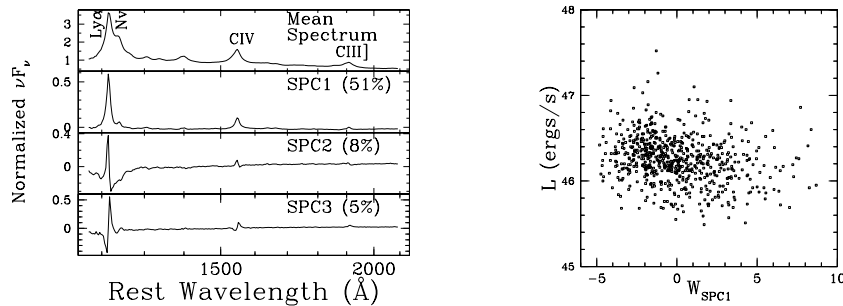 Lyα
Nv
Mean
Spectrum
CIV
CIII]
3
2
1
Normalized νFν
SPC1 (51%)
0.5
0
SPC2 (8%)
0.4
0
SPC3 (5%)
0.5
0
1500
2000
Rest Wavelength (Å)
48
47
46
45
L (ergs/s)
−5
0
5
10
W SPC1